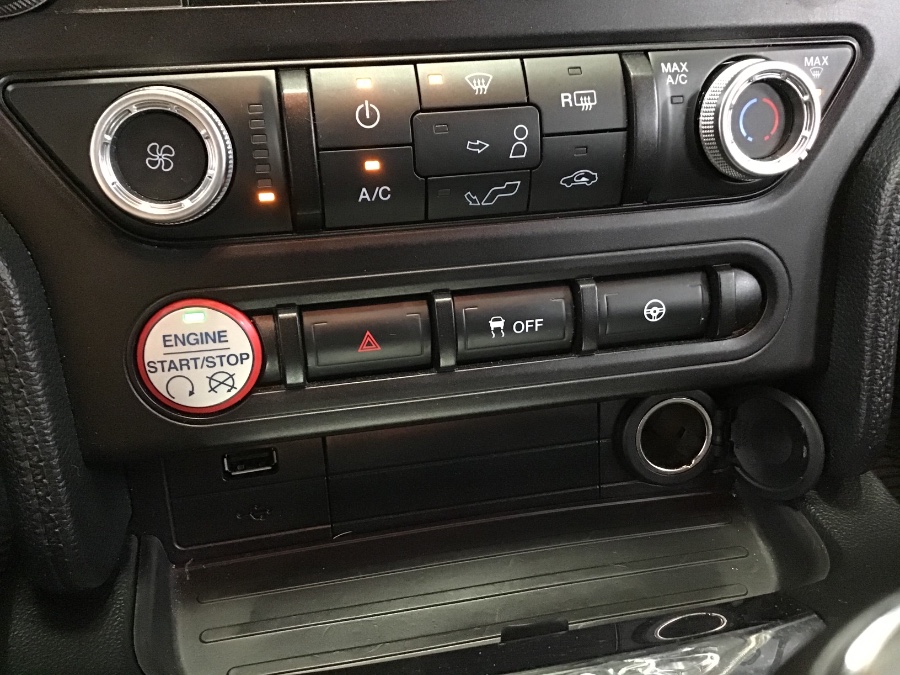 MAX
A/C
MAX
R
A/C
ENGINE
START/STOP
OFF